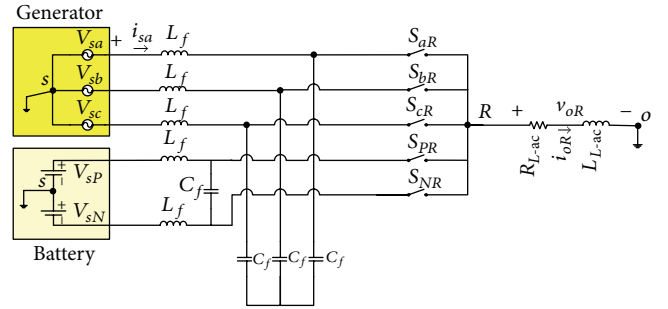 Generator
V_sa + i_sa L_f S_aR
s V_sb L_f S_bR
V_sc L_f S_cR R + v_oR − o
L_f S_PR R_L-ac i_oR L_L-ac
+ V_sP − C_f S_NR
s + V_sN − L_f
Battery
C_f C_f C_f